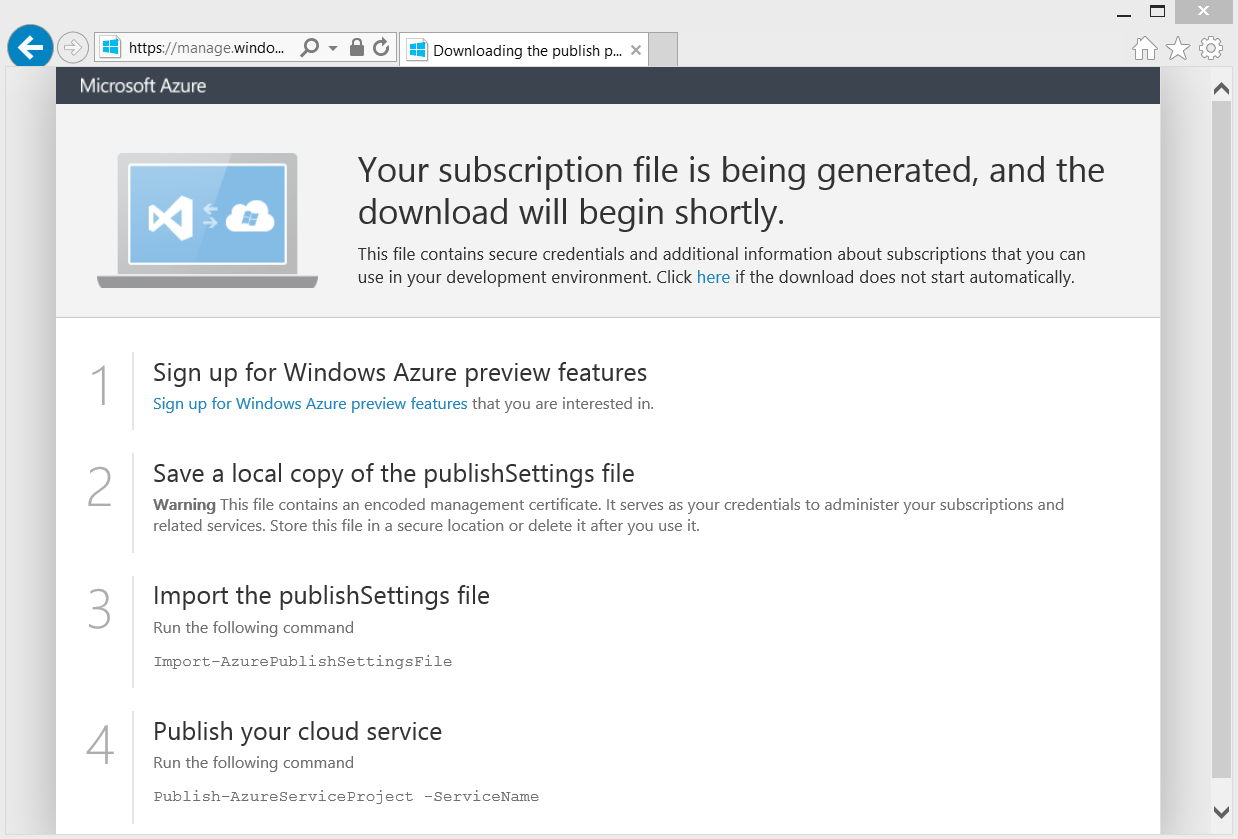 https://manage.windo...
Downloading the publish p...
Microsoft Azure
Your subscription file is being generated, and the
download will begin shortly.
This file contains secure credentials and additional information about subscriptions that you can
use in your development environment. Click here if the download does not start automatically.
1
Sign up for Windows Azure preview features
Sign up for Windows Azure preview features that you are interested in.
2
Save a local copy of the publishSettings file
Warning This file contains an encoded management certificate. It serves as your credentials to administer your subscriptions and
related services. Store this file in a secure location or delete it after you use it.
3
Import the publishSettings file
Run the following command
Import-AzurePublishSettingsFile
4
Publish your cloud service
Run the following command
Publish-AzureServiceProject -ServiceName